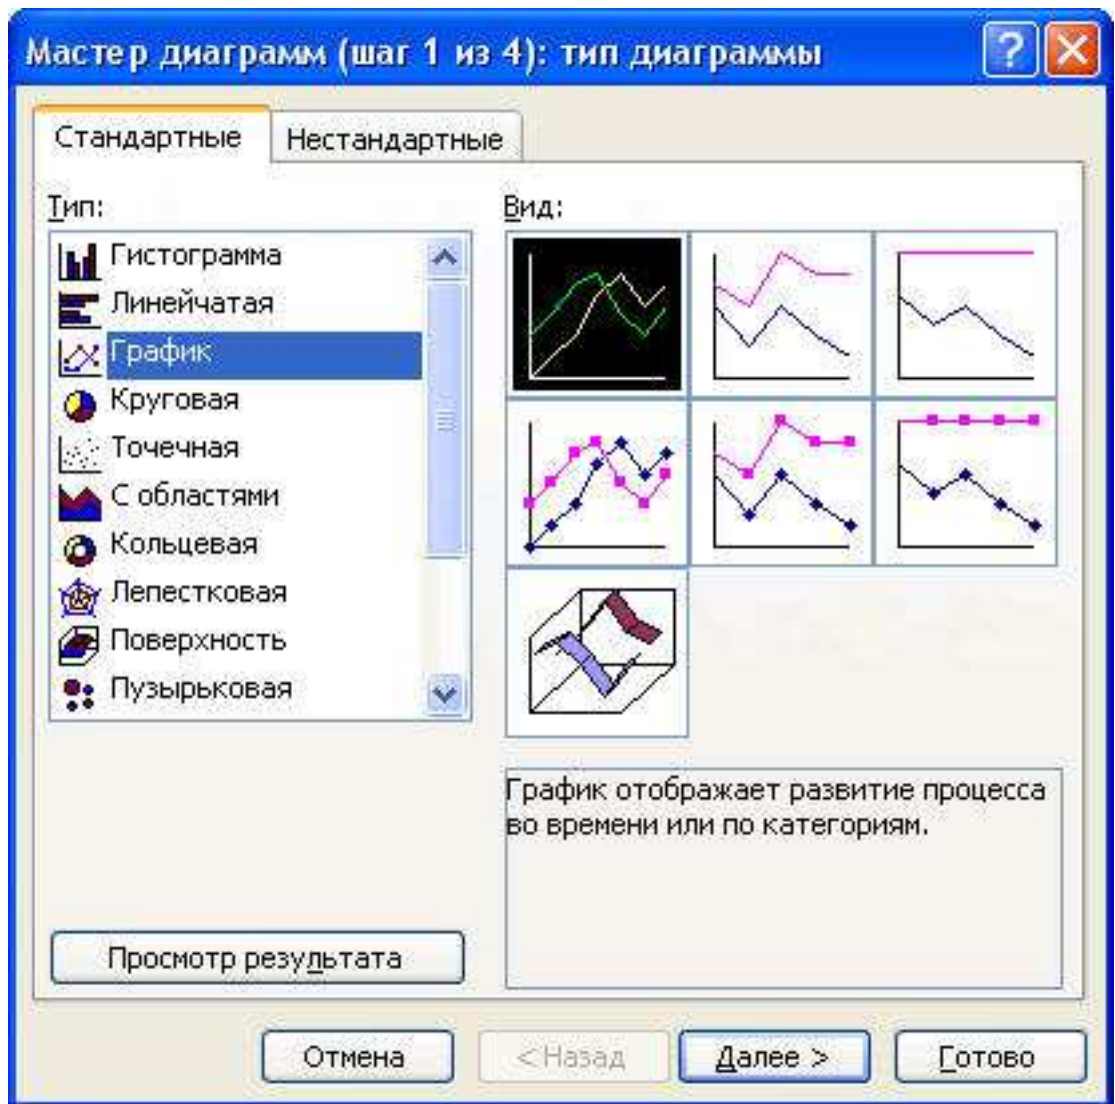 Мастер диаграмм (шаг 1 из 4): тип диаграммы
Стандартные
Нестандартные
Тип:
Гистограмма
Линейчатая
График
Круговая
Точечная
С областями
Кольцевая
Лепестковая
Поверхность
Пузырьковая
Вид:
График отображает развитие процесса
во времени или по категориям.
Просмотр результата
Отмена
< Назад
Далее >
Готово